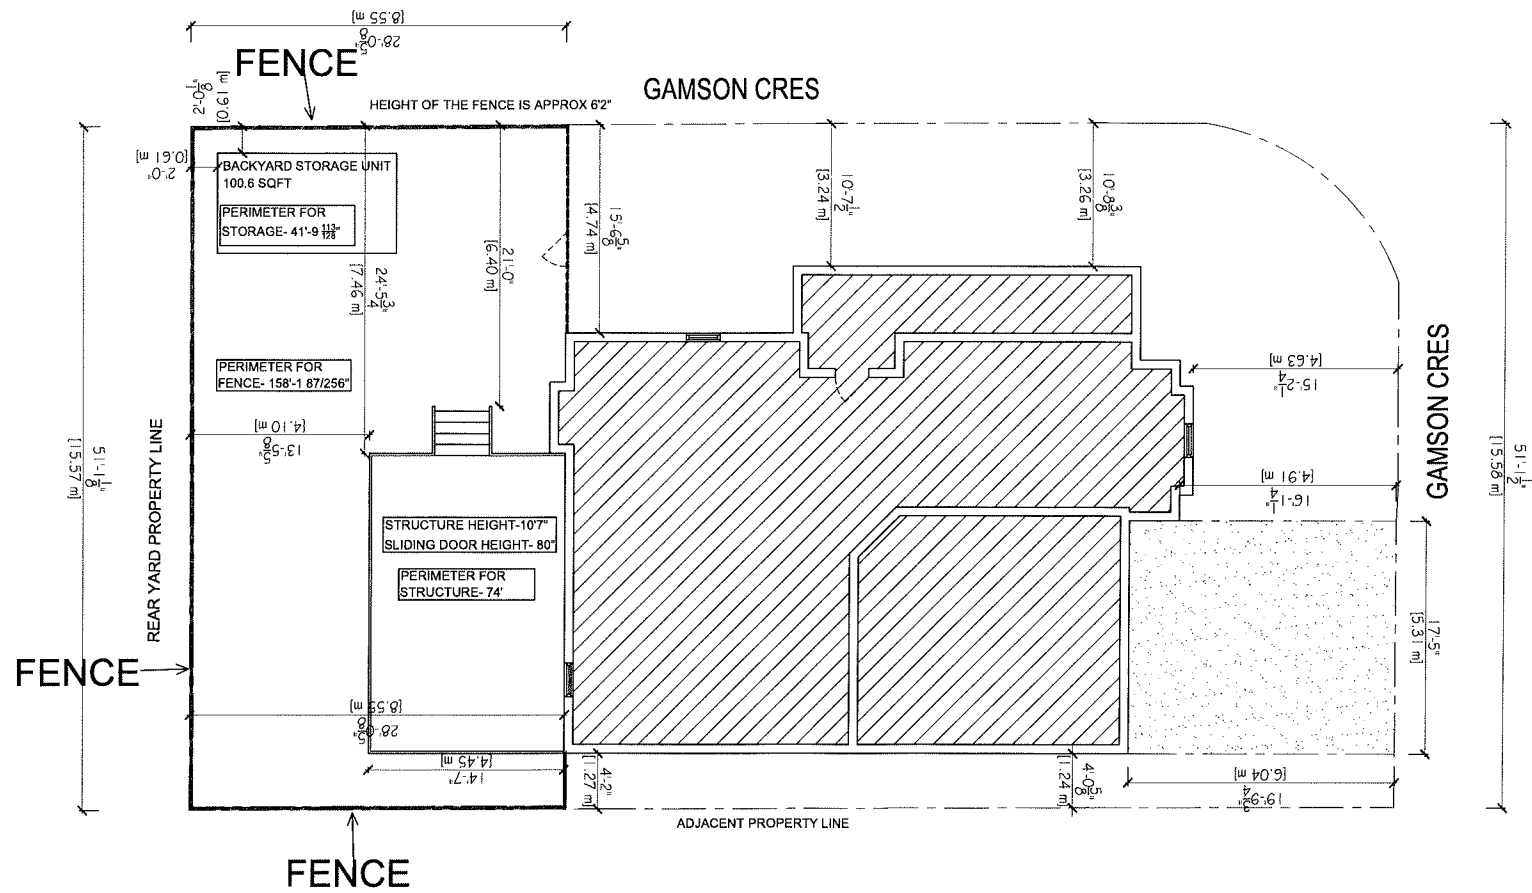 [8.55 m]
28'-0 5/8"
FENCE
2'-0 1/8"
[0.61 m]
HEIGHT OF THE FENCE IS APPROX 6'2"
GAMSON CRES
[0.61 m]
2'-0"
BACKYARD STORAGE UNIT
100.6 SQFT
PERIMETER FOR
STORAGE- 41'-9 113/128"
24'-5 3/4"
[7.46 m]
21'-0"
[6.40 m]
15'-6 5/8"
[4.74 m]
10'-7 1/2"
[3.24 m]
10'-8 3/8"
[3.26 m]
PERIMETER FOR
FENCE- 158'-1 87/256"
[4.10 m]
13'-5 5/8"
[4.63 m]
15'-2 1/4"
GAMSON CRES
[4.91 m]
16'-1 1/4"
51'-1 1/8"
[15.57 m]
51'-1 1/2"
[15.58 m]
REAR YARD PROPERTY LINE
STRUCTURE HEIGHT-10'7"
SLIDING DOOR HEIGHT- 80"
PERIMETER FOR
STRUCTURE- 74'
17'-5"
[5.31 m]
FENCE
[8.55 m]
28'-0 5/8"
[4.45 m]
14'-7"
4'-2"
[1.27 m]
4'-0 5/8"
[1.24 m]
[6.04 m]
19'-9 3/4"
ADJACENT PROPERTY LINE
FENCE